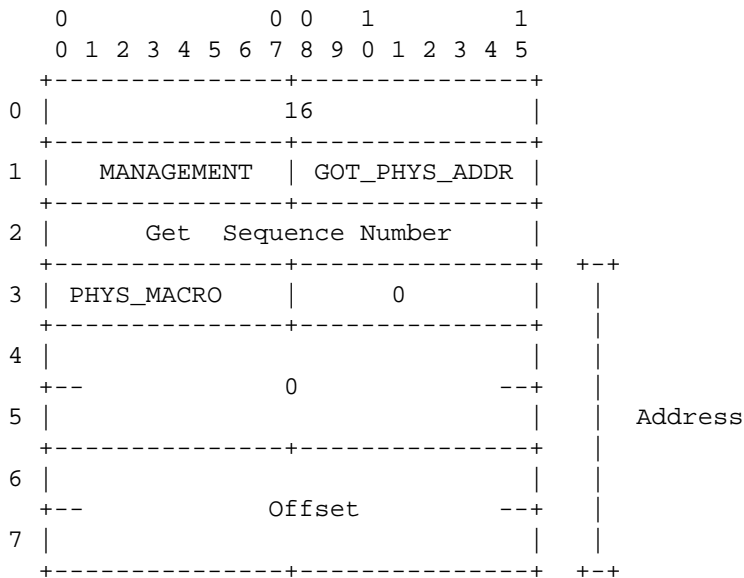 0 0 0 1 1
0 1 2 3 4 5 6 7 8 9 0 1 2 3 4 5
+---------------+---------------+
0 | 16 |
+---------------+---------------+
1 | MANAGEMENT | GOT_PHYS_ADDR |
+---------------+---------------+
2 | Get Sequence Number |
+---------------+---------------+ +-+
3 | PHYS_MACRO | 0 | |
+---------------+---------------+ |
4 | | |
+-- 0 --+ |
5 | | | Address
+---------------+---------------+ |
6 | | |
+-- Offset --+ |
7 | | |
+---------------+---------------+ +-+